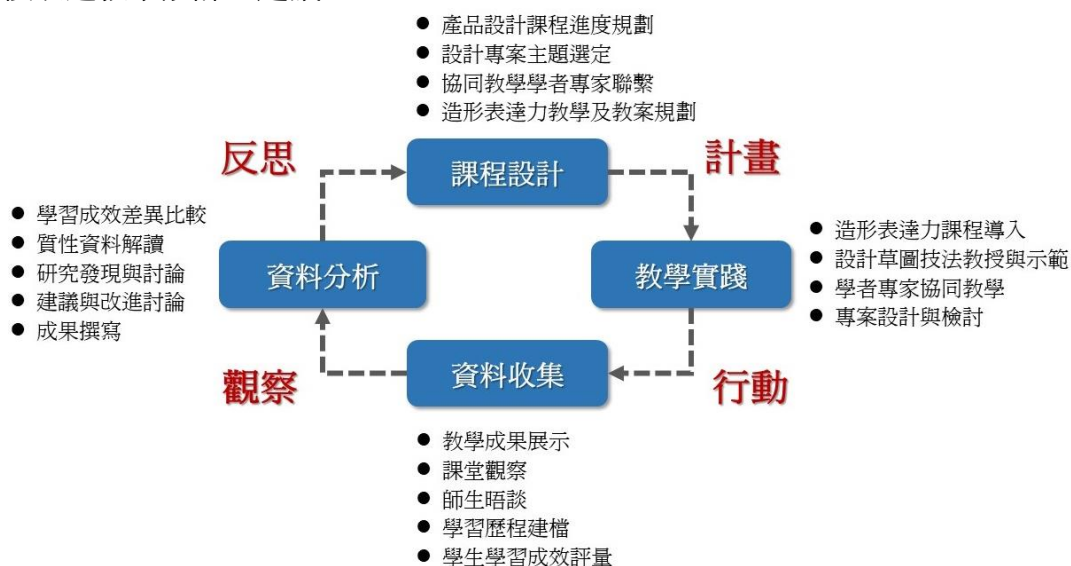 ● 產品設計課程進度規劃
● 設計專案主題選定
● 協同教學學者專家聯繫
● 造形表達力教學及教案規劃
反思
課程設計
計畫
● 學習成效差異比較
● 質性資料解讀
● 研究發現與討論
● 建議與改進討論
● 成果撰寫
資料分析
教學實踐
● 造形表達力課程導入
● 設計草圖技法教授與示範
● 學者專家協同教學
● 專案設計與檢討
觀察
資料收集
行動
● 教學成果展示
● 課堂觀察
● 師生晤談
● 學習歷程建檔
● 學生學習成效評量